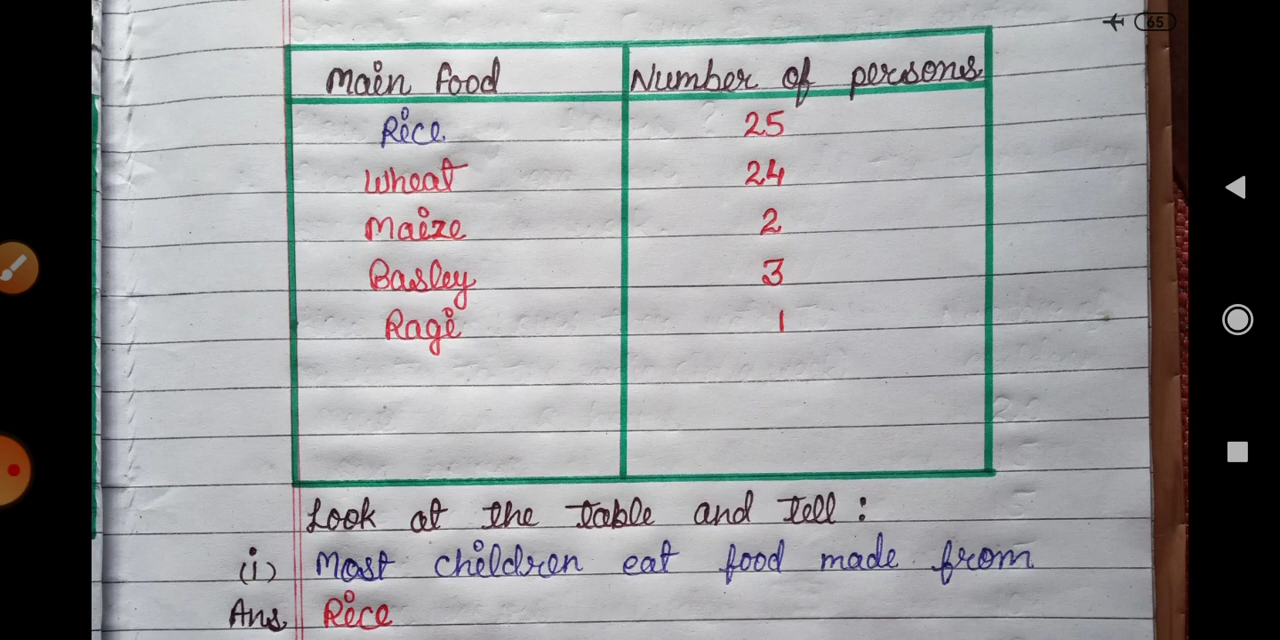 65
Main food Number of persons
Rice 25
Wheat 24
Maize 2
Barley 3
Ragi 1
Look at the table and tell :
(i) Most children eat food made from
Ans Rice